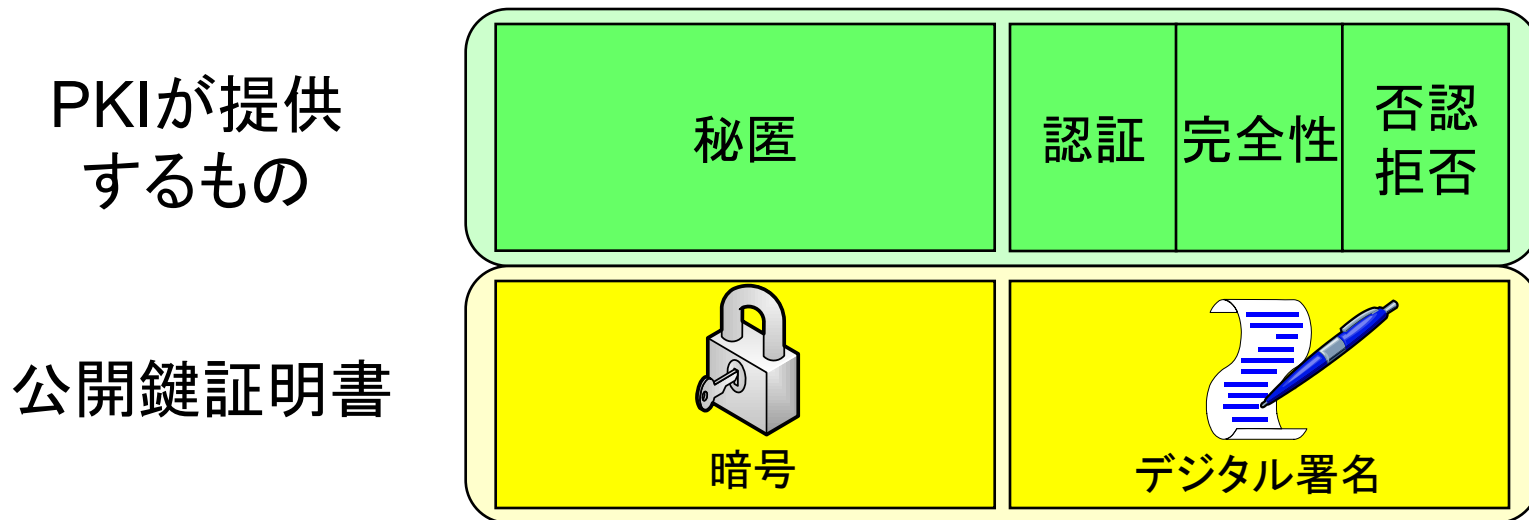 PKIが提供
するもの
秘匿
認証
完全性
否認
拒否
公開鍵証明書
暗号
デジタル署名